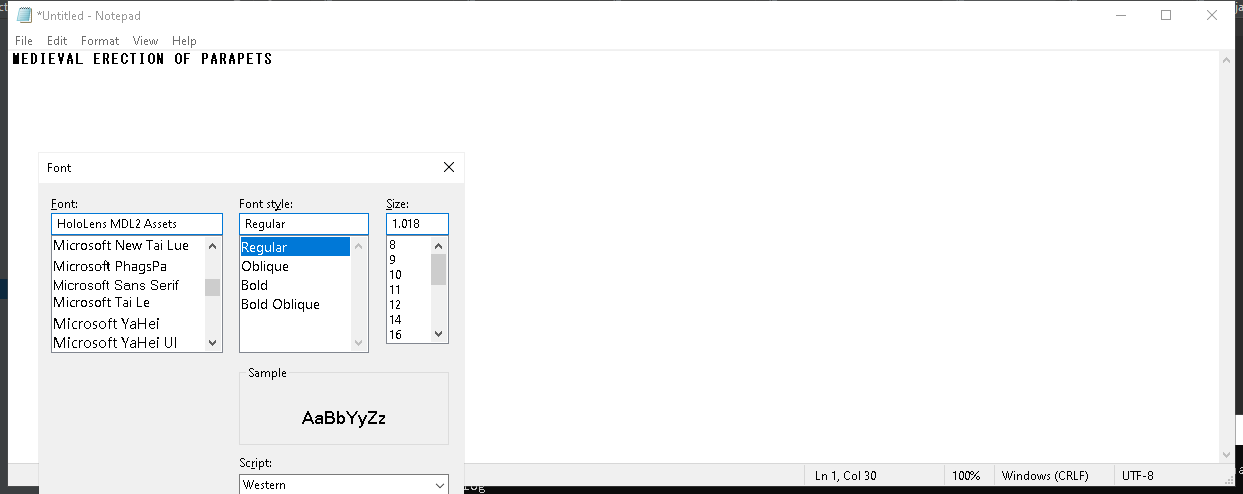 *Untitled - Notepad
File Edit Format View Help
MEDIEVAL ERECTION OF PARAPETS
Font
Font: Font style: Size:
HoloLens MDL2 Assets Regular 1.018
Microsoft New Tai Lue Regular 8
Microsoft PhagsPa Oblique 9
Microsoft Sans Serif Bold 10
Microsoft Tai Le Bold Oblique 11
Microsoft YaHei 12
Microsoft YaHei UI 14
16
Sample
AaBbYyZz
Script:
Western
Ln 1, Col 30 100% Windows (CRLF) UTF-8